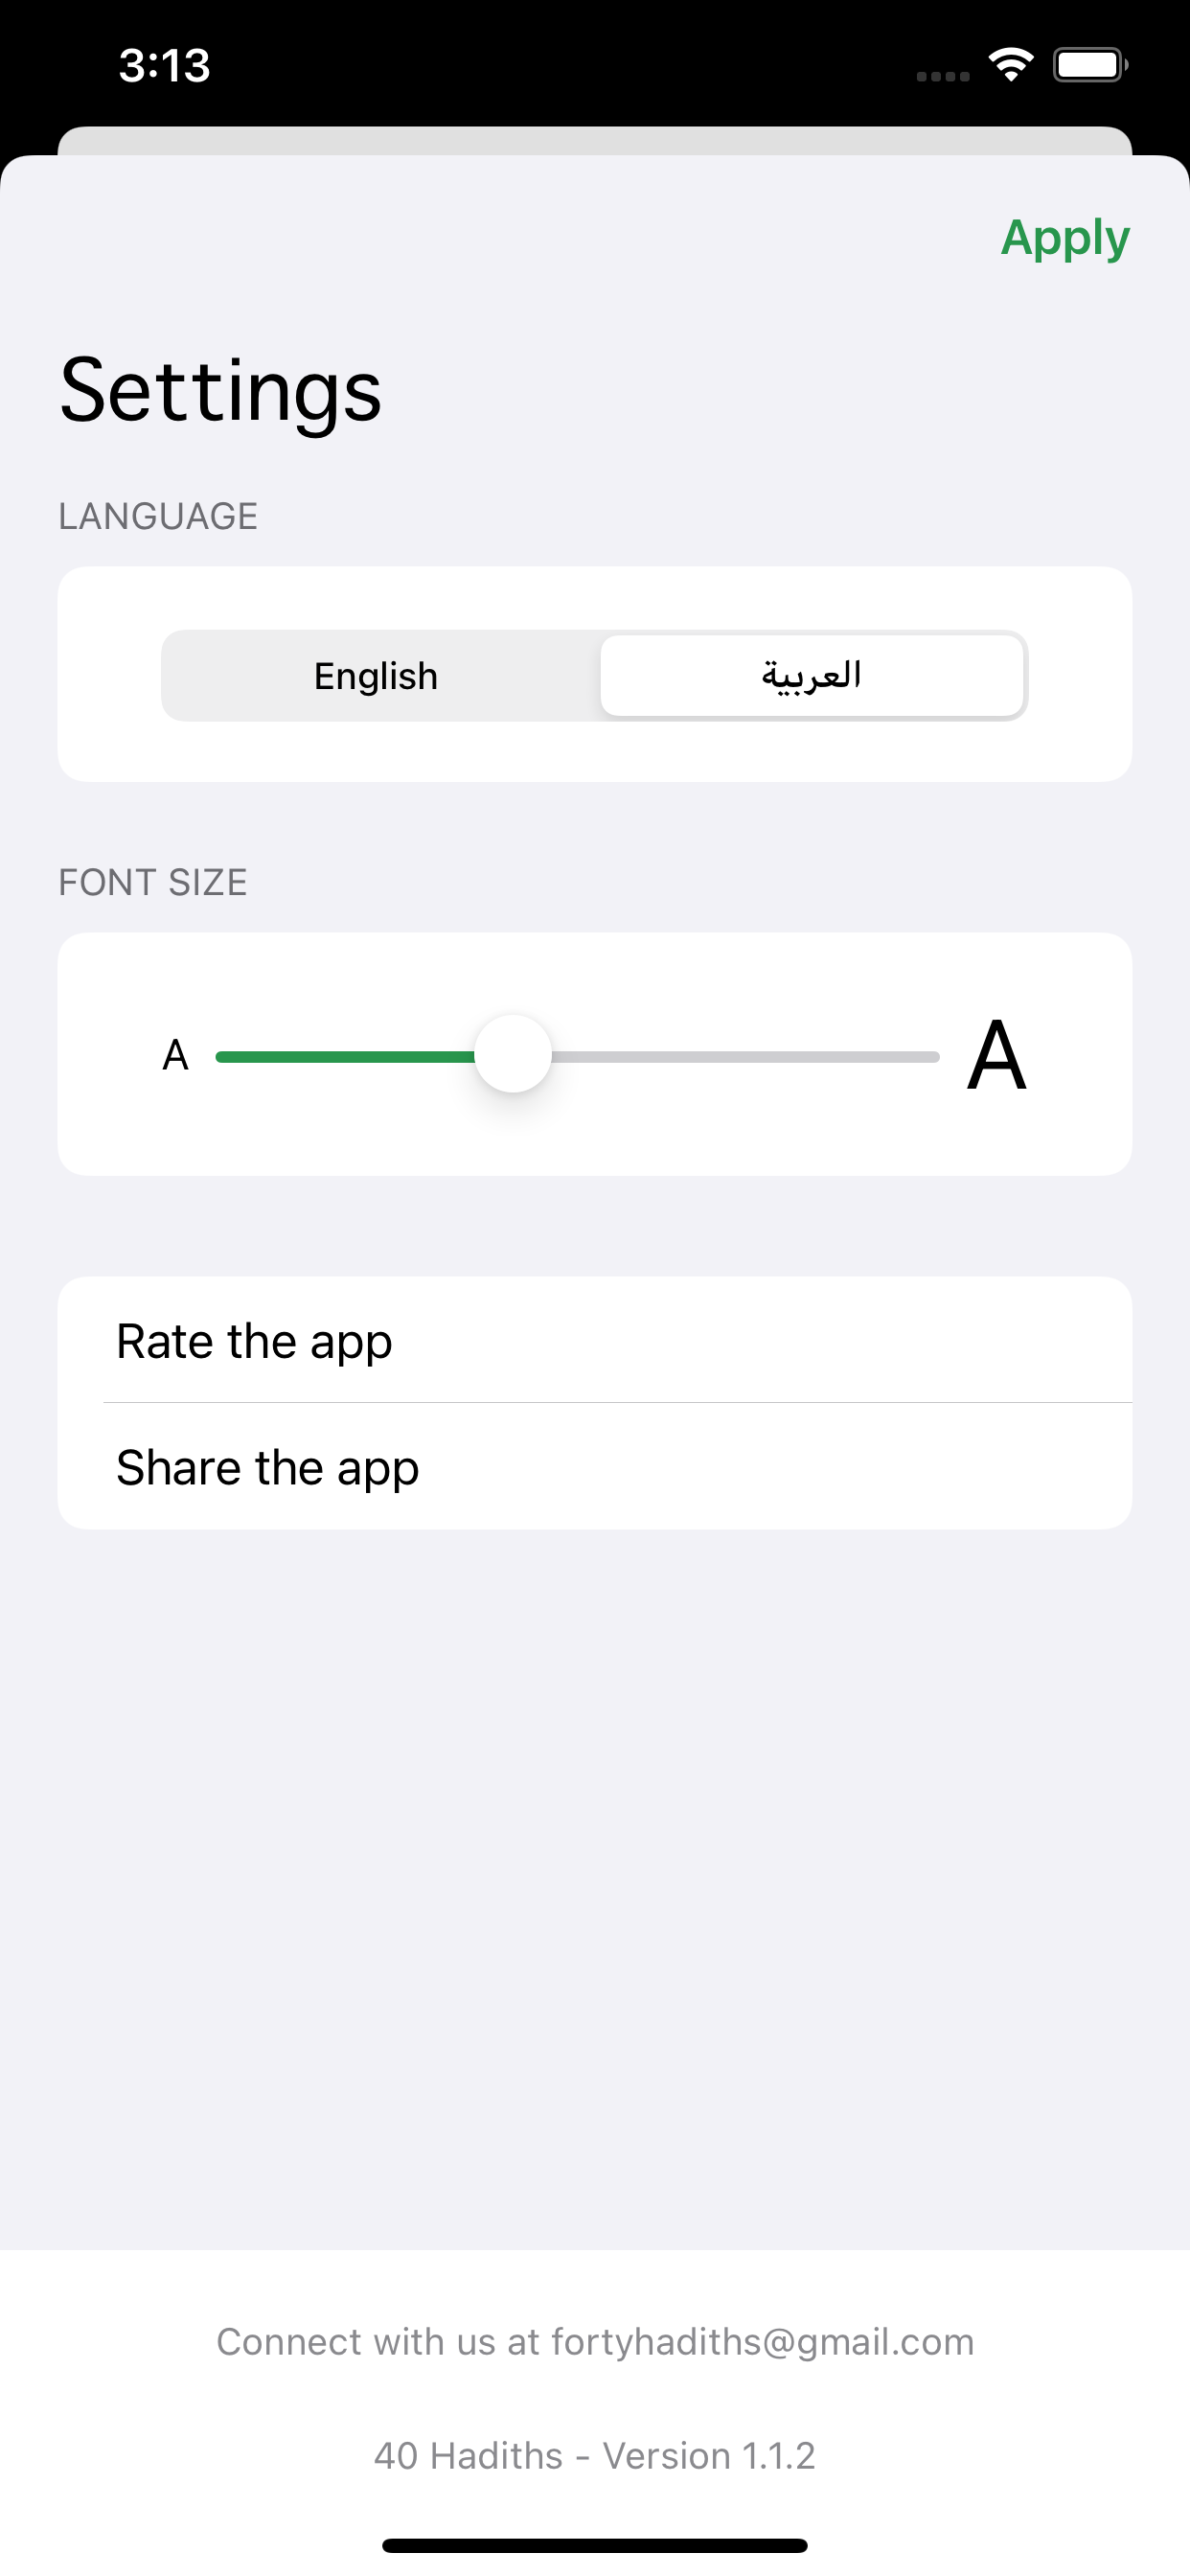 3:13
Apply
Settings
LANGUAGE
English
العربية
FONT SIZE
A
A
Rate the app
Share the app
Connect with us at fortyhadiths@gmail.com
40 Hadiths - Version 1.1.2